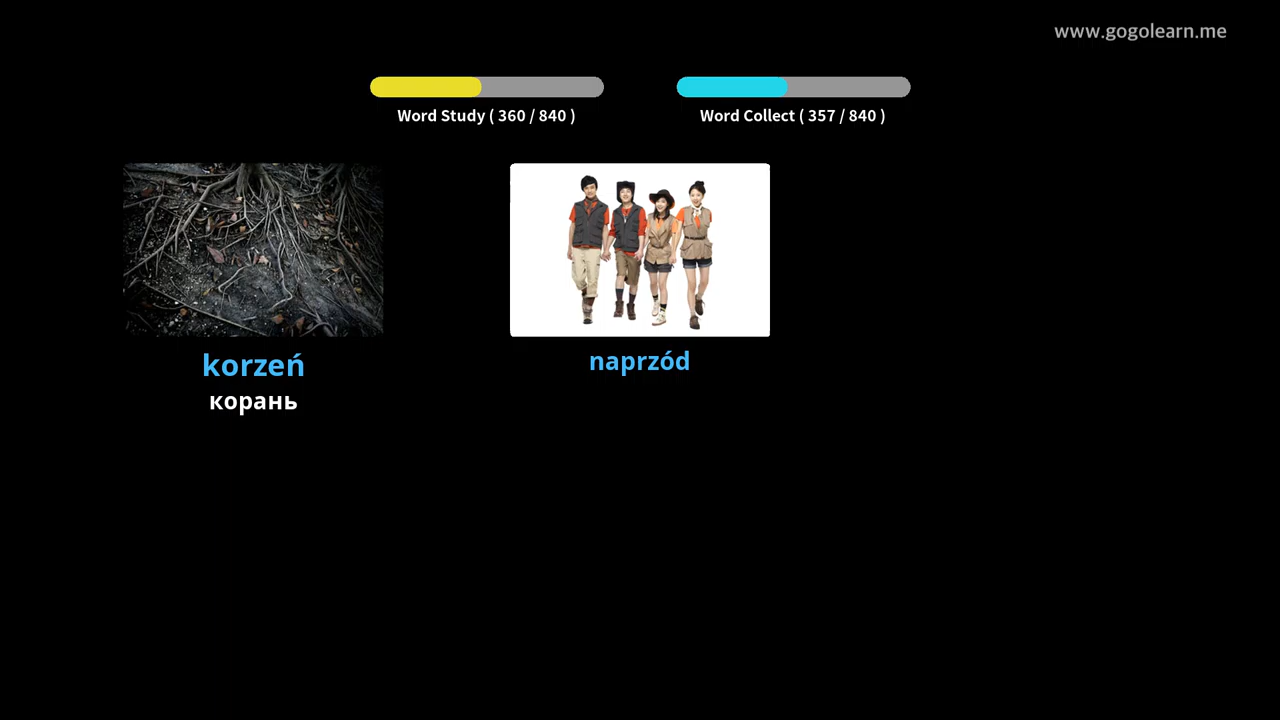 www.gogolearn.me
Word Study ( 360 / 840 )
Word Collect ( 357 / 840 )
korzeń
корань
naprzód